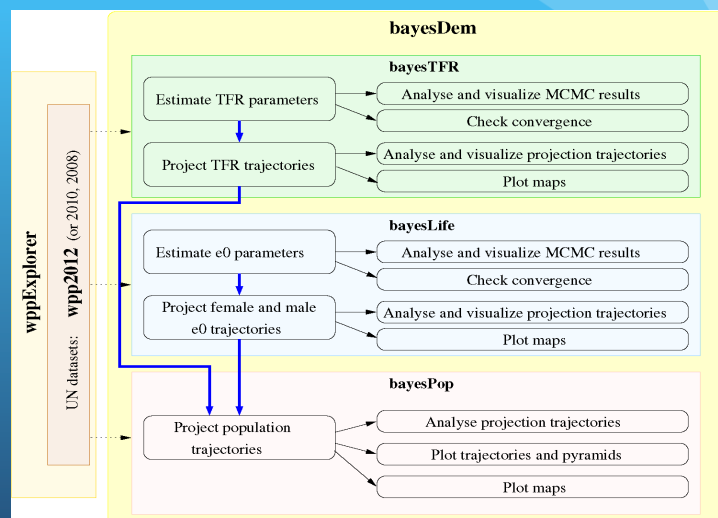 bayesDem
wppExplorer
UN datasets: wpp2012 (or 2010, 2008)
bayesTFR
Estimate TFR parameters
Analyse and visualize MCMC results
Check convergence
Project TFR trajectories
Analyse and visualize projection trajectories
Plot maps
bayesLife
Estimate e0 parameters
Analyse and visualize MCMC results
Check convergence
Project female and male
e0 trajectories
Analyse and visualize projection trajectories
Plot maps
bayesPop
Project population
trajectories
Analyse projection trajectories
Plot trajectories and pyramids
Plot maps